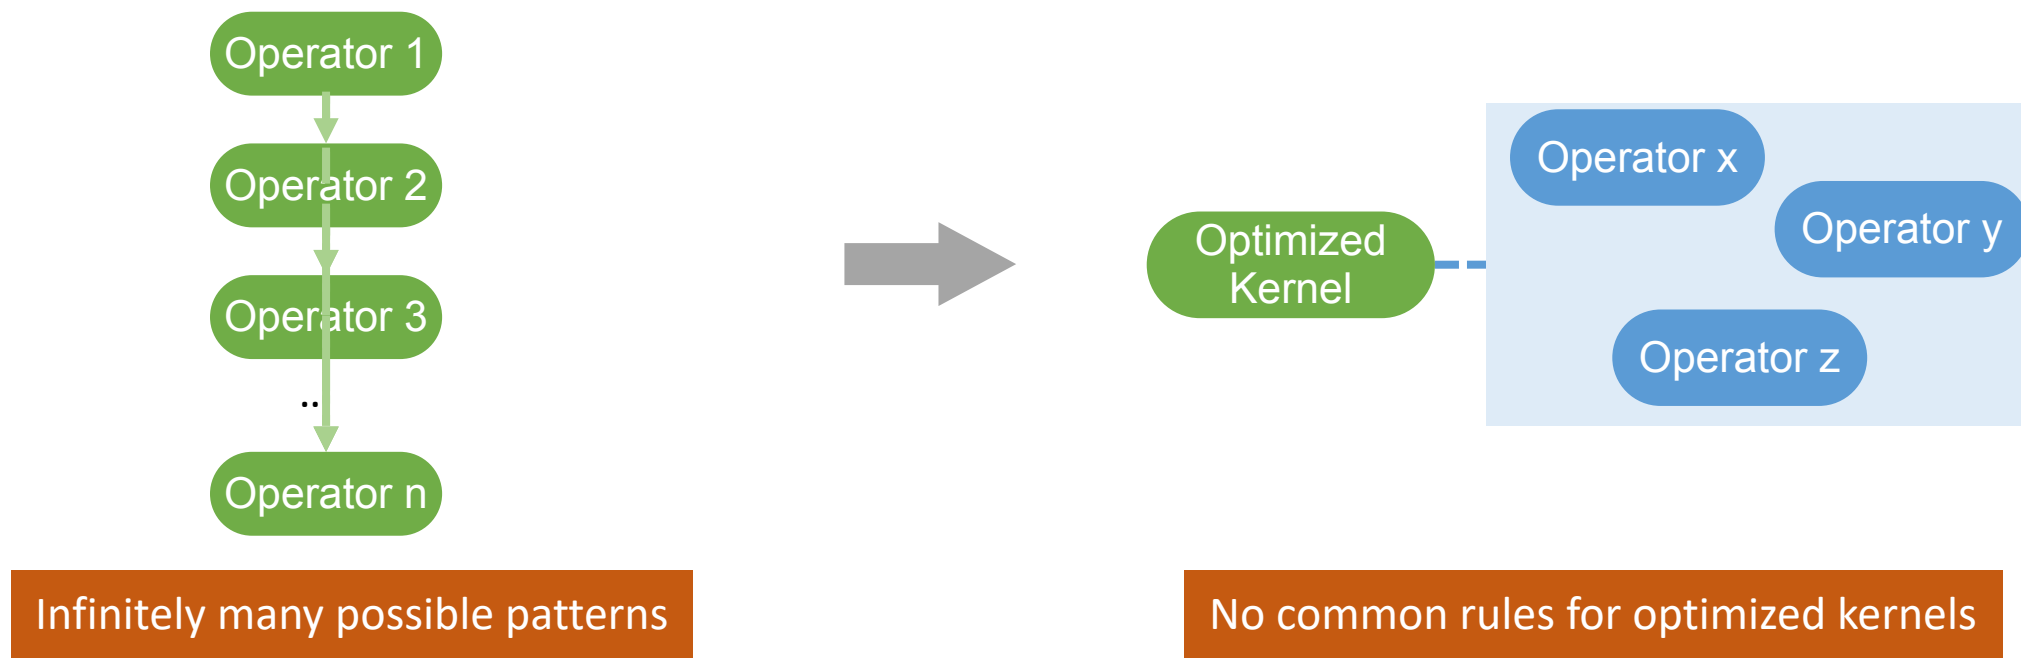 Operator 1
Operator 2
Operator 3
..
Operator n
Infinitely many possible patterns
Optimized
Kernel
Operator x
Operator y
Operator z
No common rules for optimized kernels